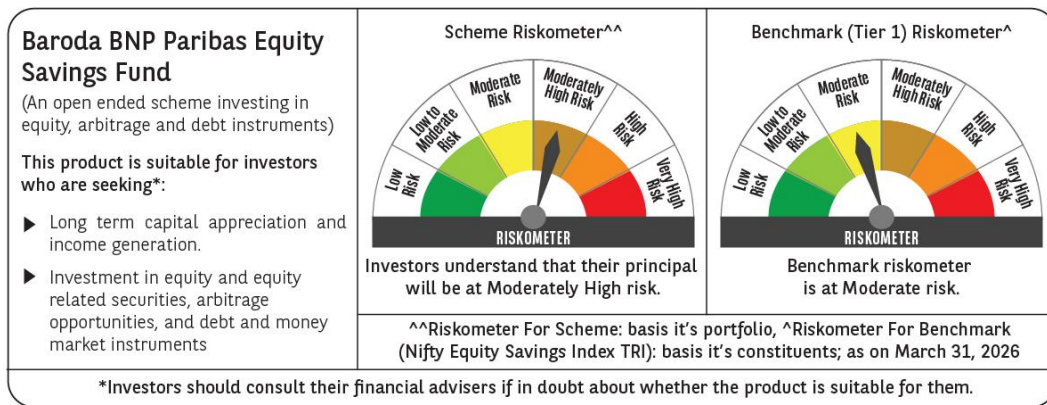 Baroda BNP Paribas Equity
Savings Fund
(An open ended scheme investing in
equity, arbitrage and debt instruments)
This product is suitable for investors
who are seeking*:
▶ Long term capital appreciation and
income generation.
▶ Investment in equity and equity
related securities, arbitrage
opportunities, and debt and money
market instruments
Scheme Riskometer^^
Low
Risk
Low to
Moderate
Risk
Moderate
Risk
Moderately
High Risk
High
Risk
Very High
Risk
RISKOMETER
Investors understand that their principal
will be at Moderately High risk.
Benchmark (Tier 1) Riskometer^
Low
Risk
Low to
Moderate
Risk
Moderate
Risk
Moderately
High Risk
High
Risk
Very High
Risk
RISKOMETER
Benchmark riskometer
is at Moderate risk.
^^Riskometer For Scheme: basis it's portfolio, ^Riskometer For Benchmark
(Nifty Equity Savings Index TRI): basis it's constituents; as on March 31, 2026
*Investors should consult their financial advisers if in doubt about whether the product is suitable for them.